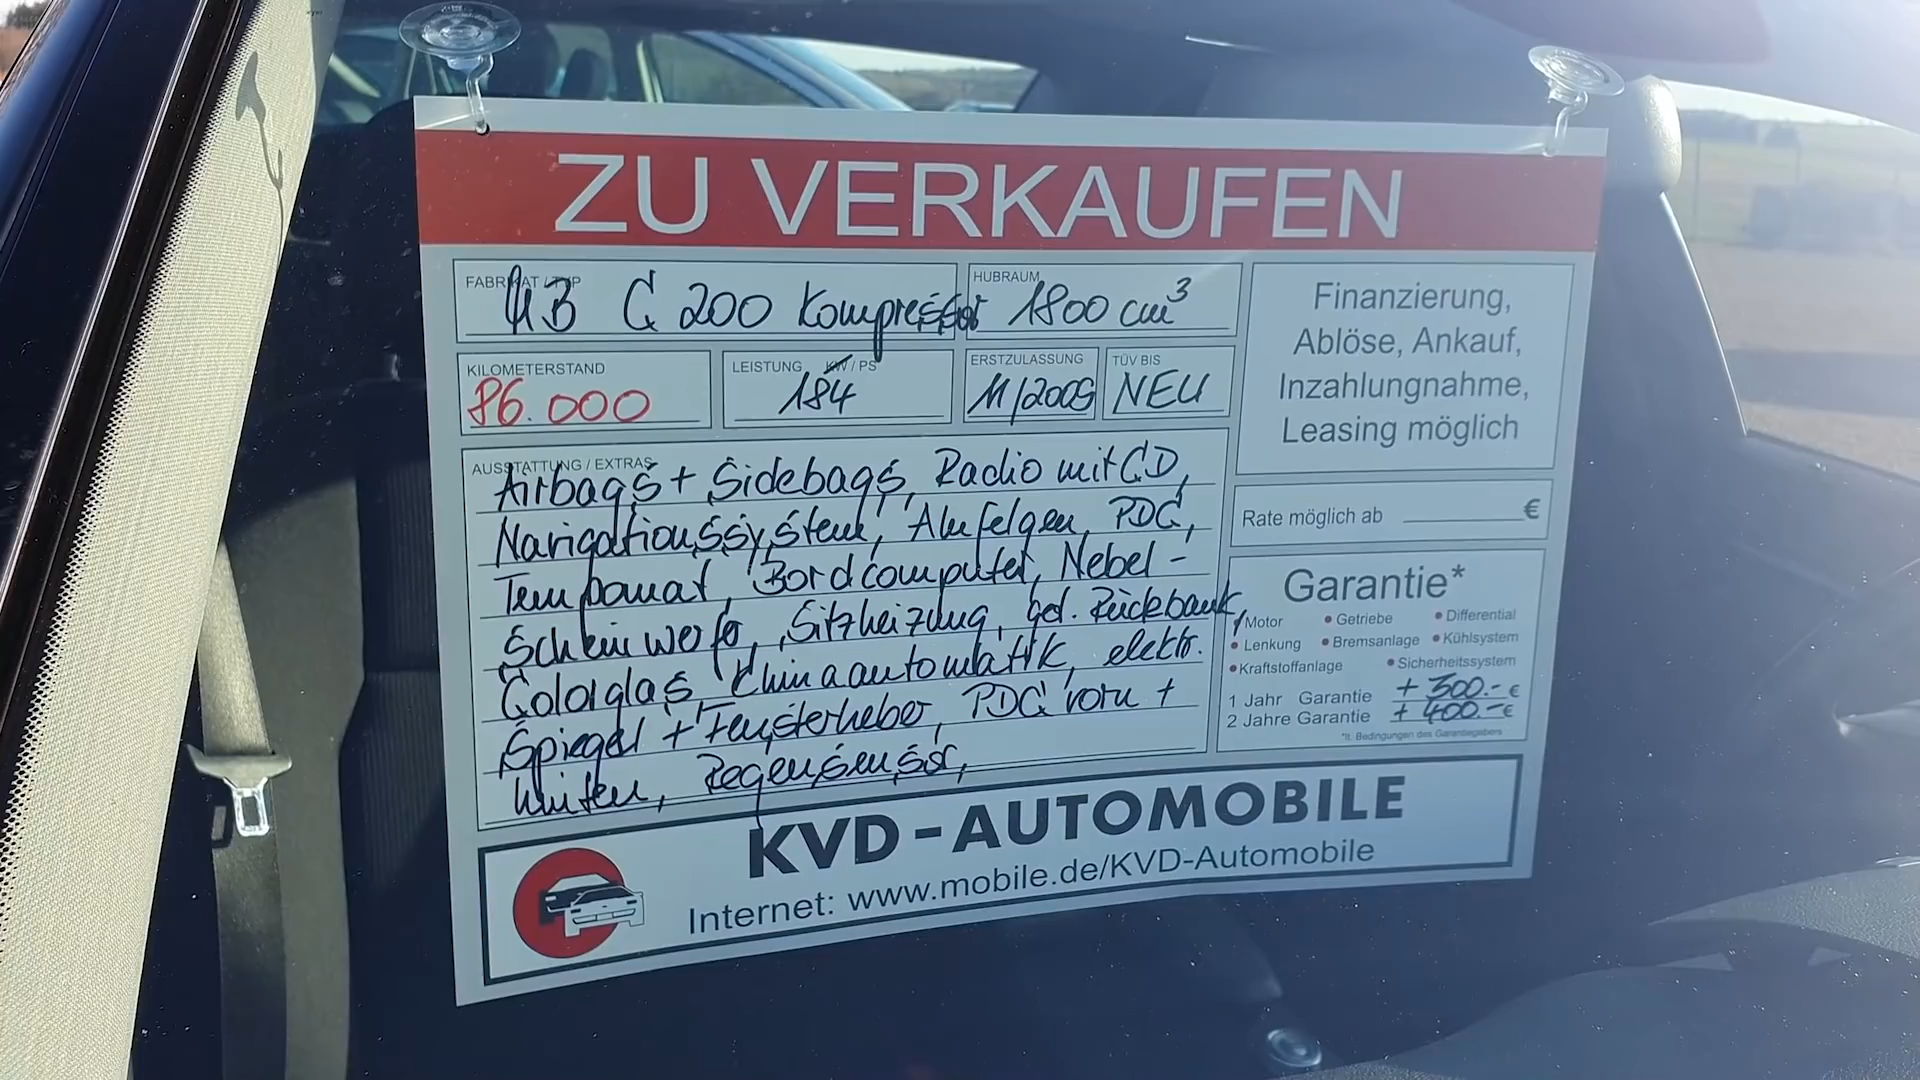 ZU VERKAUFEN
FABRIKAT / TYP
MB C 200 Kompressor
HUBRAUM
1800 cm³
KILOMETERSTAND
86.000
LEISTUNG KW / PS
184
ERSTZULASSUNG
11/2005
TÜV BIS
NEU
AUSSTATTUNG / EXTRAS
Airbags + Sidebags, Radio mit CD,
Navigationssystem, Alufelgen, PDC,
Tempomat, Bordcomputer, Nebel-
Scheinwerfer, Sitzheizung, get. Rückbank,
Colorglas, Klimaautomatik, elektr.
Spiegel + Fensterheber, PDC vorn +
hinten, Regensensor,
Finanzierung,
Ablöse, Ankauf,
Inzahlungnahme,
Leasing möglich
Rate möglich ab €
Garantie*
Motor • Getriebe • Differential
• Lenkung • Bremsanlage • Kühlsystem
• Kraftstoffanlage • Sicherheitssystem
1 Jahr Garantie + 300.- €
2 Jahre Garantie + 400.- €
*lt. Bedingungen des Garantiegebers
KVD-AUTOMOBILE
Internet: www.mobile.de/KVD-Automobile